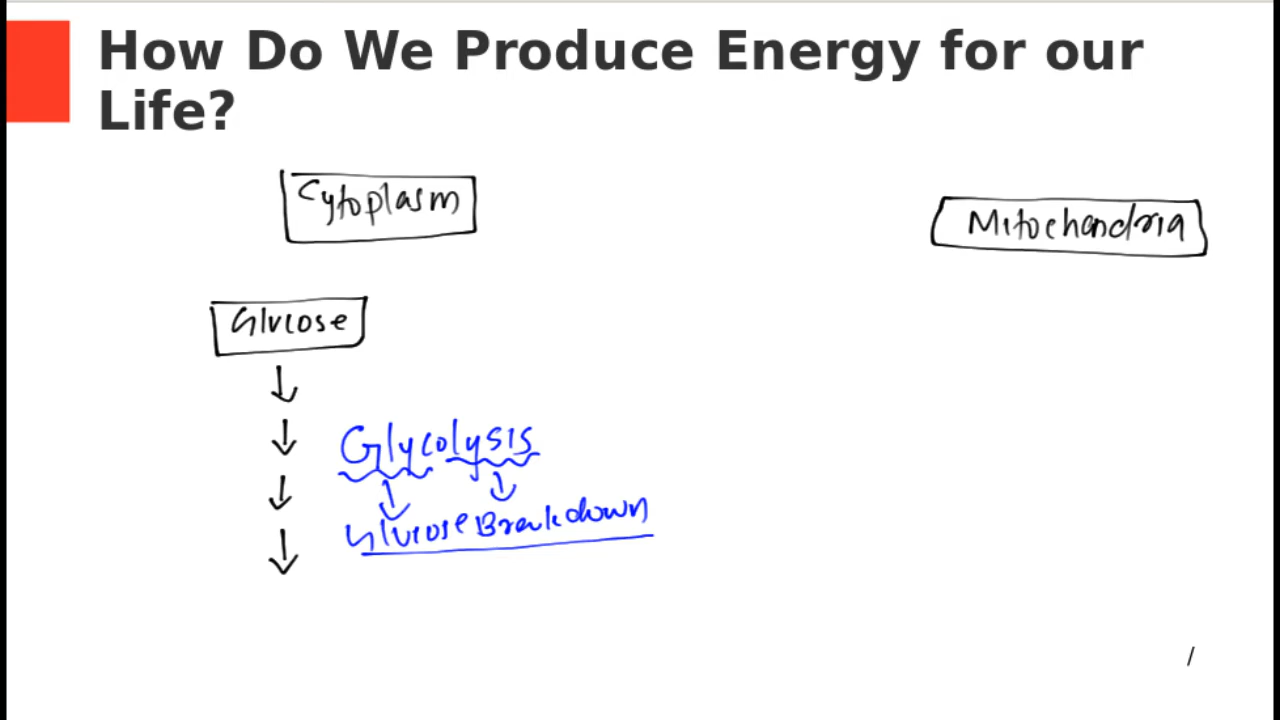 How Do We Produce Energy for our
Life?
Cytoplasm
Mitochondria
Glucose
Glycolysis
Glucose Breakdown
/